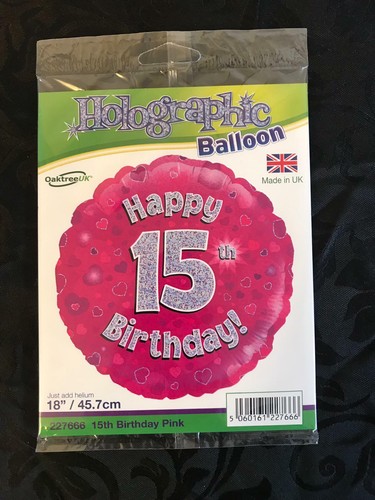 Holographic
Balloon
OaktreeUK
Made in UK
Happy
15th
Birthday!
Just add helium
18" / 45.7cm
227666 15th Birthday Pink
5 060161 227666